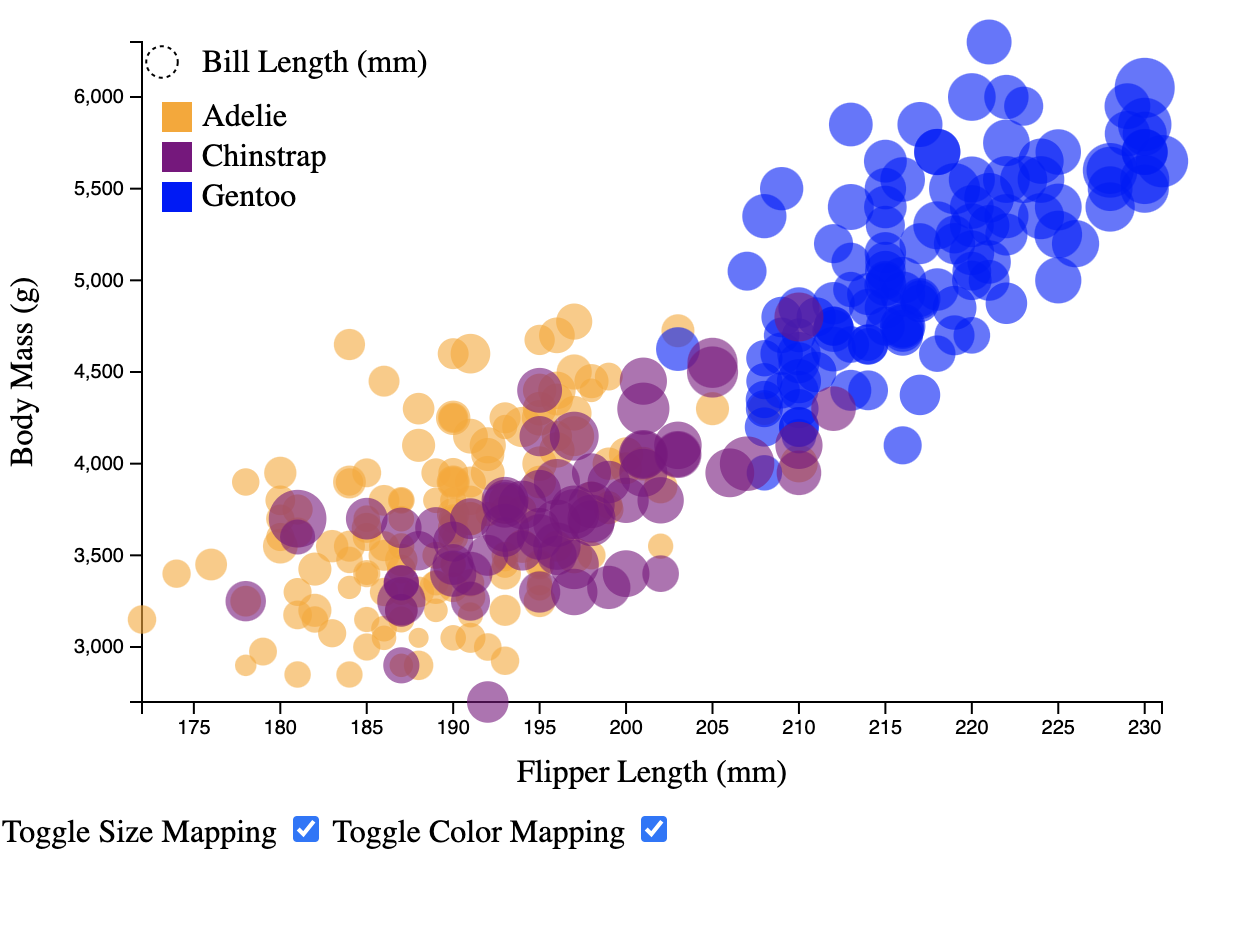 Bill Length (mm)
Adelie
Chinstrap
Gentoo
Body Mass (g)
6,000
5,500
5,000
4,500
4,000
3,500
3,000
175 180 185 190 195 200 205 210 215 220 225 230
Flipper Length (mm)
Toggle Size Mapping Toggle Color Mapping